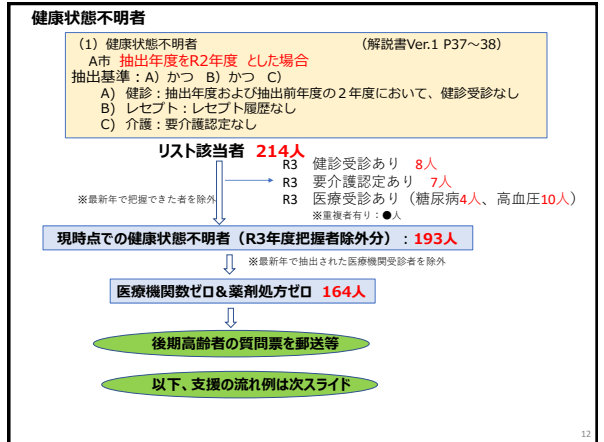 健康状態不明者
（1）健康状態不明者 （解説書Ver.1 P37～38）
A市 抽出年度をR2年度 とした場合
抽出基準：A）かつ B）かつ C）
A) 健診：抽出年度および抽出前年度の２年度において、健診受診なし
B) レセプト：レセプト履歴なし
C) 介護：要介護認定なし
リスト該当者 214人
R3 健診受診あり 8人
R3 要介護認定あり 7人
※最新年で把握できた者を除外
R3 医療受診あり（糖尿病4人、高血圧10人）
※重複者有り：●人
現時点での健康状態不明者（R3年度把握者除外分）：193人
※最新年で抽出された医療機関受診者を除外
医療機関数ゼロ&薬剤処方ゼロ 164人
後期高齢者の質問票を郵送等
以下、支援の流れ例は次スライド
12